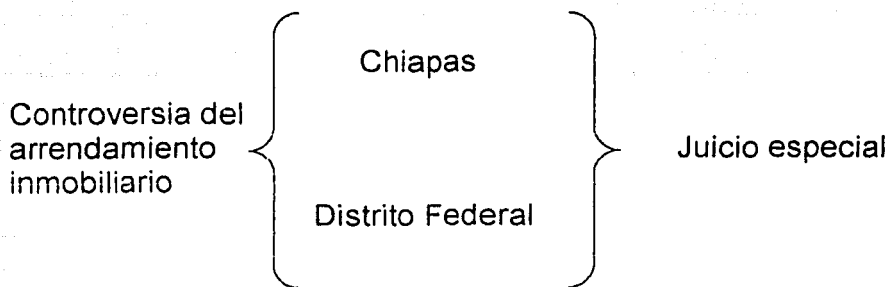 Controversia del
arrendamiento
inmobiliario
Chiapas
Distrito Federal
Juicio especial